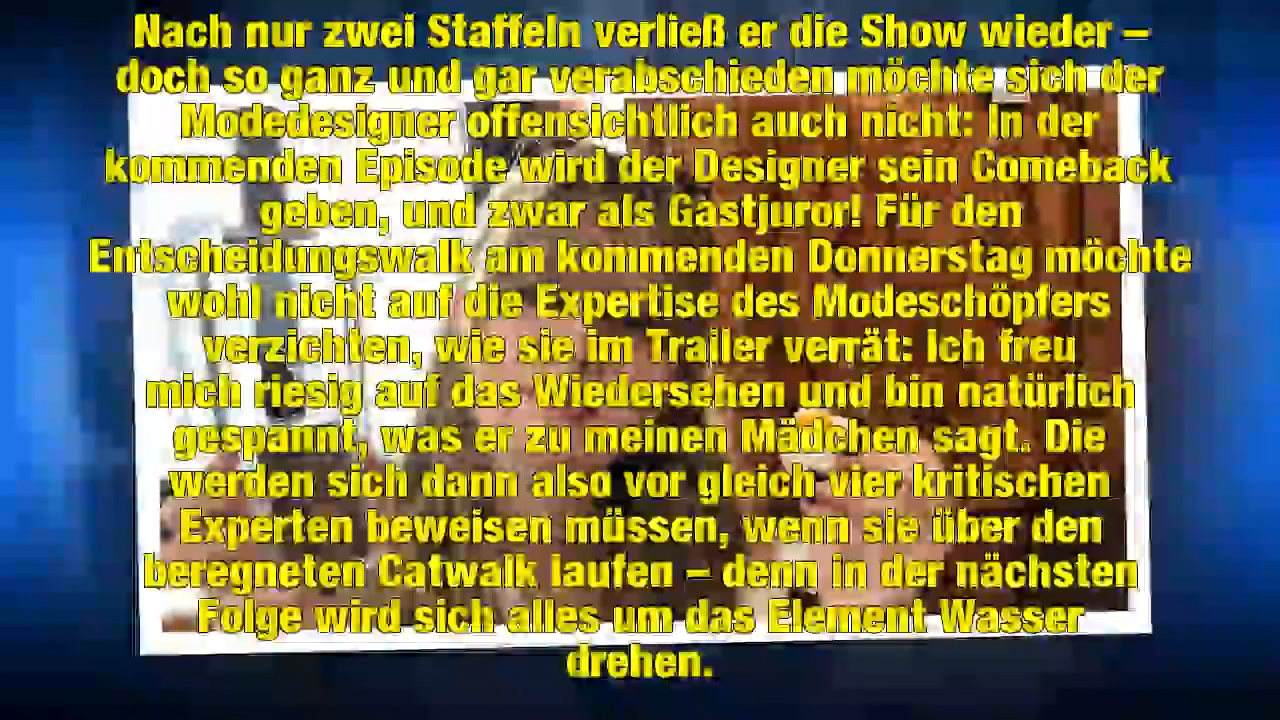 Nach nur zwei Staffeln verließ er die Show wieder –
doch so ganz und gar verabschieden möchte sich der
Modedesigner offensichtlich auch nicht: In der
kommenden Episode wird der Designer sein Comeback
geben, und zwar als Gastjuror! Für den
Entscheidungswalk am kommenden Donnerstag möchte
wohl nicht auf die Expertise des Modeschöpfers
verzichten, wie sie im Trailer verrät: Ich freu
mich riesig auf das Wiedersehen und bin natürlich
gespannt, was er zu meinen Mädchen sagt. Die
werden sich dann also vor gleich vier kritischen
Experten beweisen müssen, wenn sie über den
beregneten Catwalk laufen – denn in der nächsten
Folge wird sich alles um das Element Wasser
drehen.